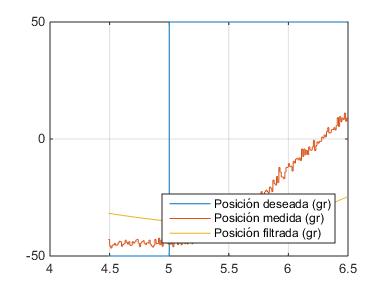 50
0
-50
Posición deseada (gr)
Posición medida (gr)
Posición filtrada (gr)
4 4.5 5 5.5 6 6.5